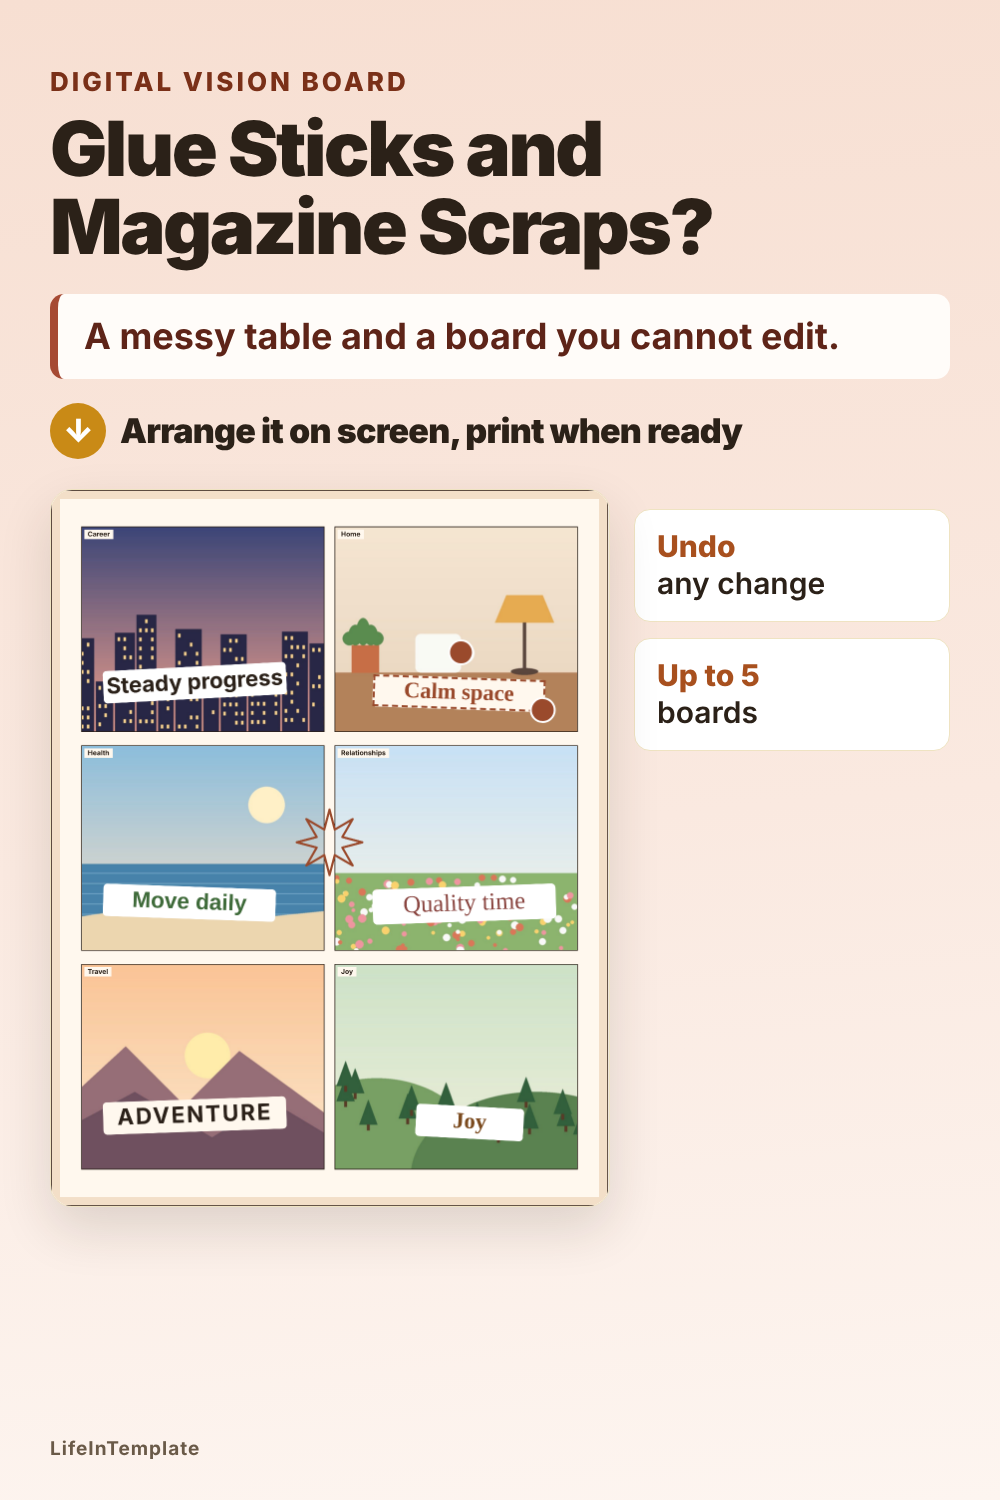 DIGITAL VISION BOARD
Glue Sticks and
Magazine Scraps?
A messy table and a board you cannot edit.
Arrange it on screen, print when ready
Career
Steady progress
Home
Calm space
Health
Move daily
Relationships
Quality time
Travel
ADVENTURE
Joy
Joy
Undo
any change
Up to 5
boards
LifeInTemplate